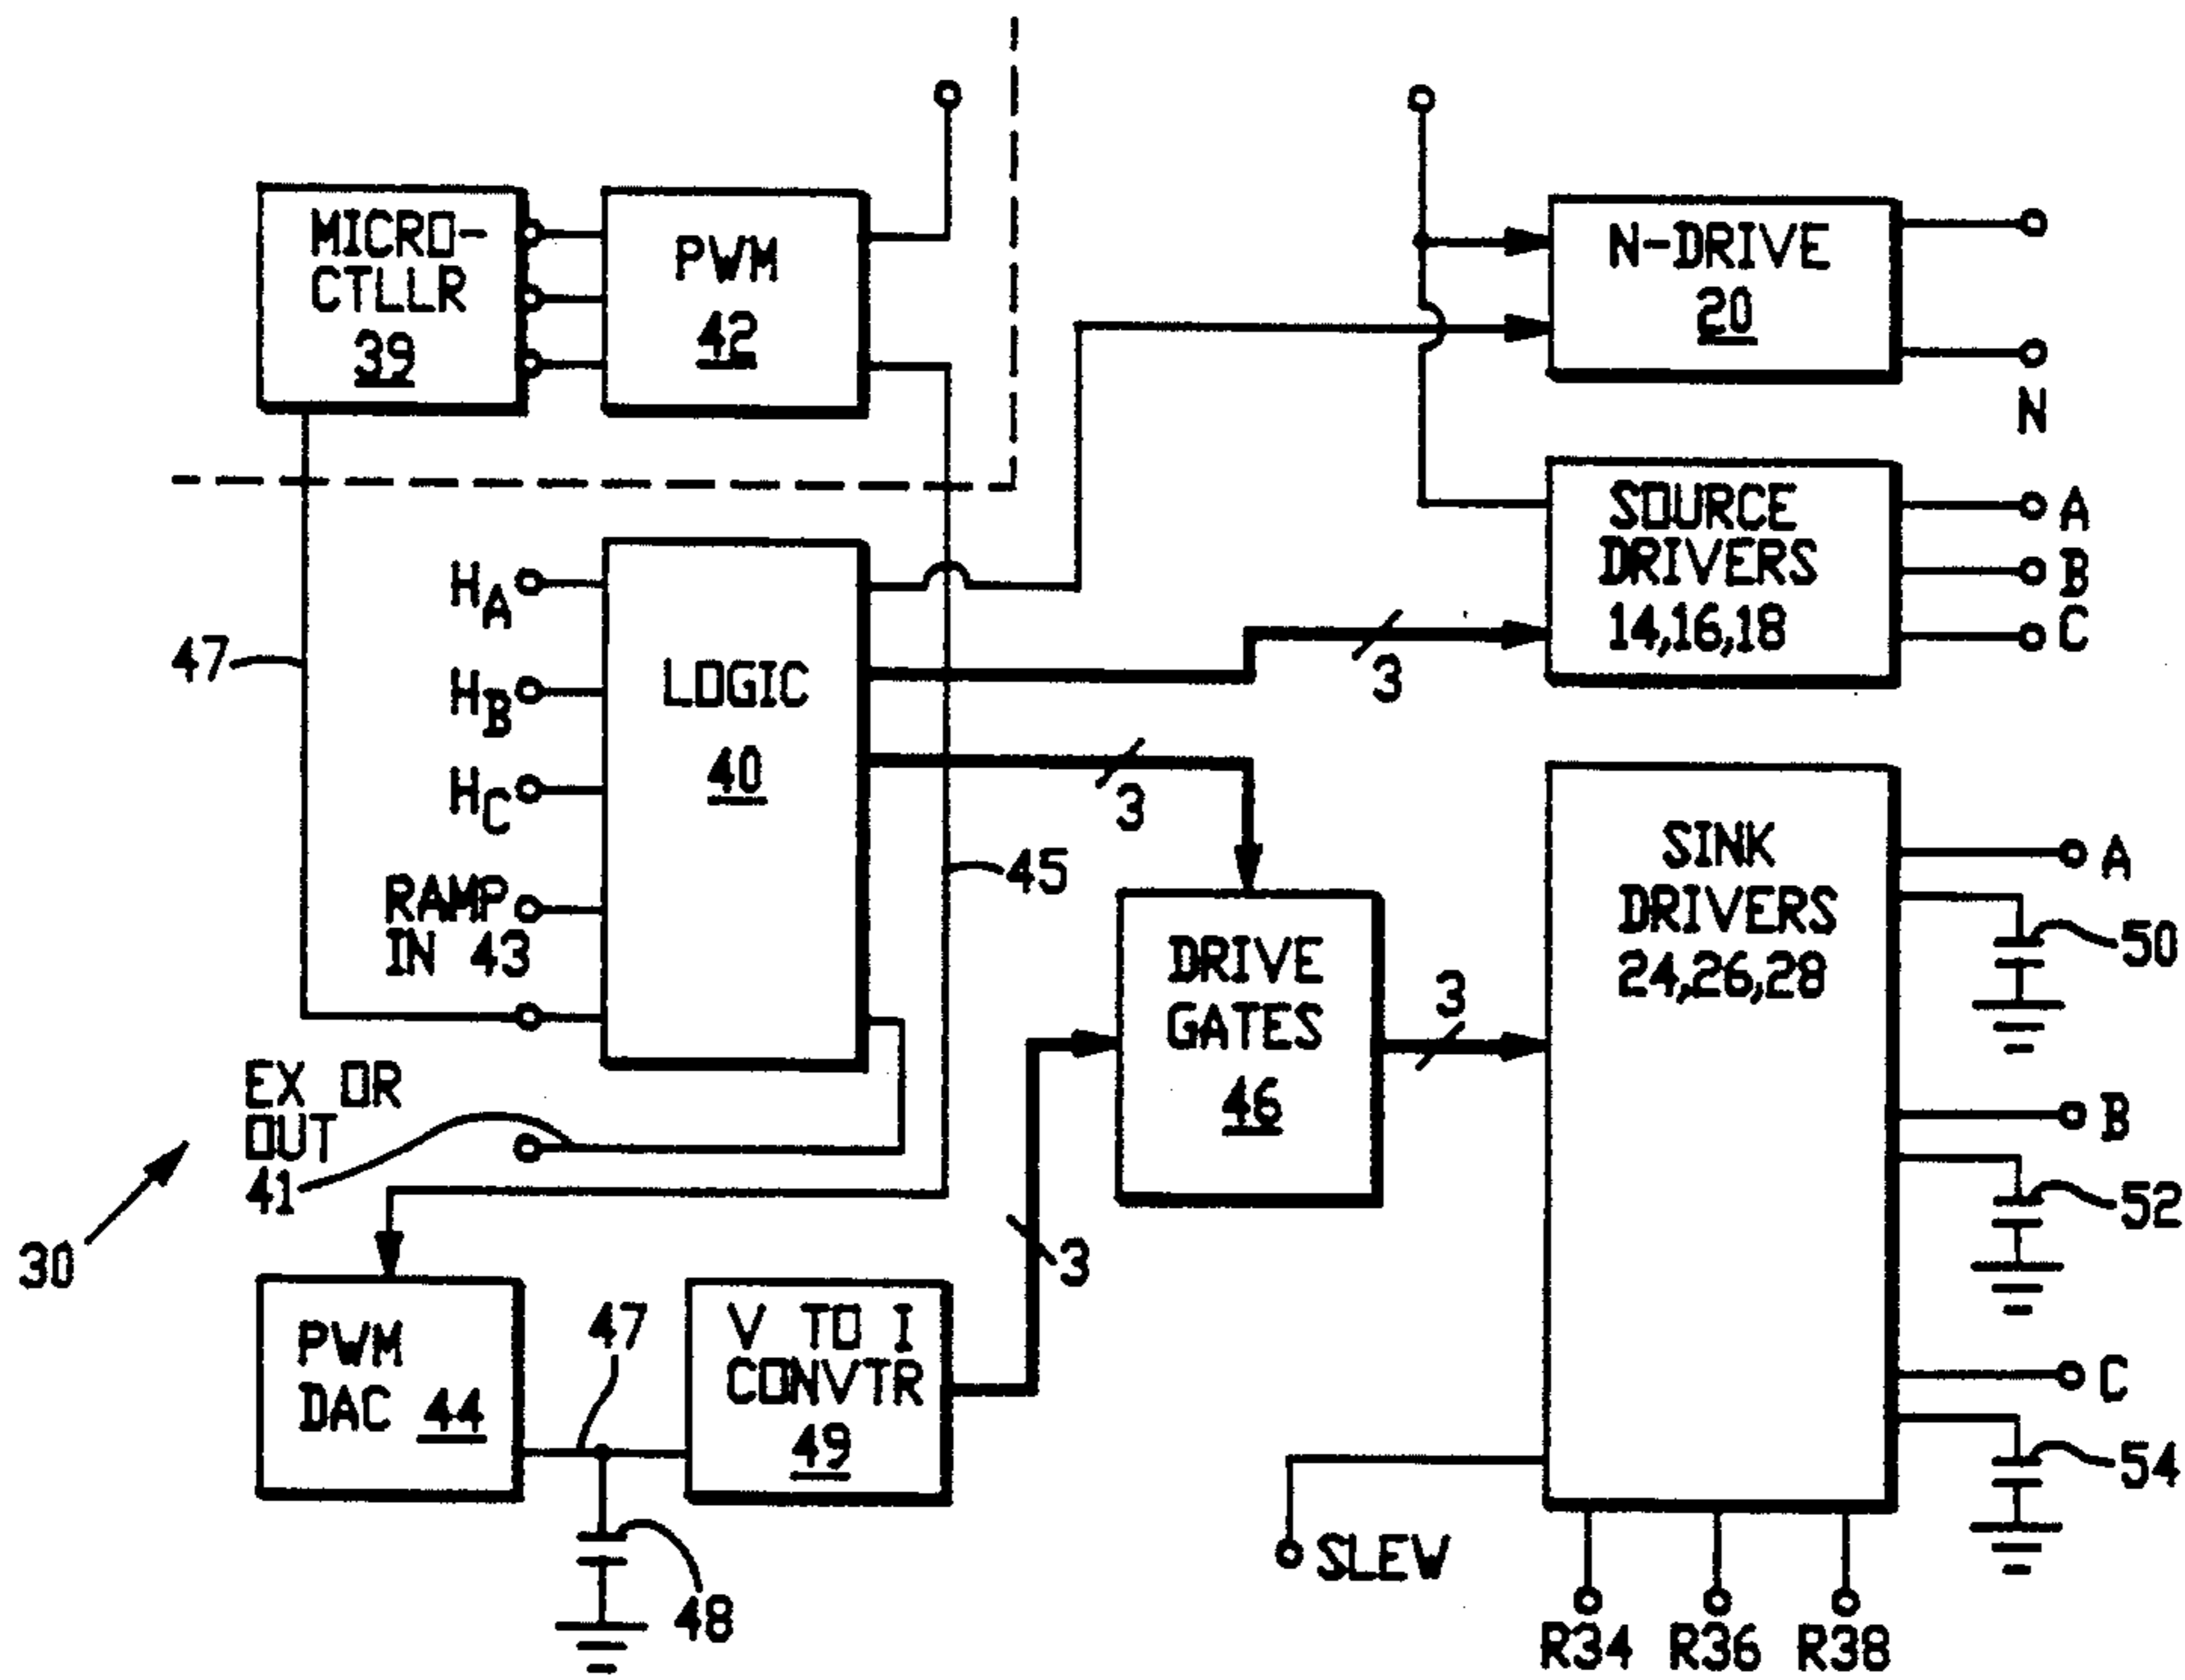 MICRO-
CTLLR
39
PWM
42
N-DRIVE
20
N
SOURCE
DRIVERS
14,16,18
A
B
C
47
HA
HB
HC
RAMP
IN 43
LOGIC
40
3
3
45
EX OR
OUT
41
30
DRIVE
GATES
46
3
3
SINK
DRIVERS
24,26,28
A
50
B
52
C
54
PWM
DAC 44
47
V TO I
CONVTR
49
48
SLEW
R34 R36 R38